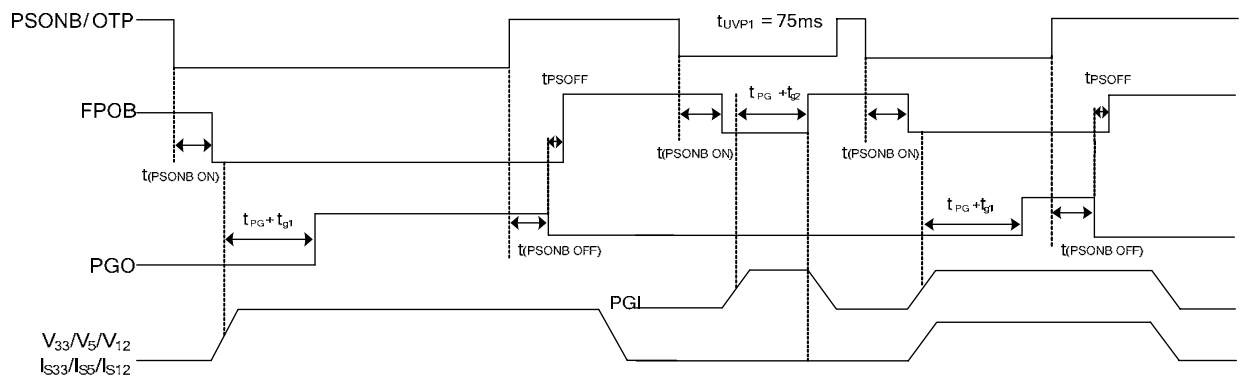 PSONB/OTP
tUVP1 = 75ms
tPSOFF
tPSOFF
FPOB
tPG + tg2
t(PSONB ON)
t(PSONB ON)
t(PSONB ON)
tPG + tg1
tPG + tg1
t(PSONB OFF)
t(PSONB OFF)
PGO
PGI
V33/V5/V12
IS33/IS5/IS12